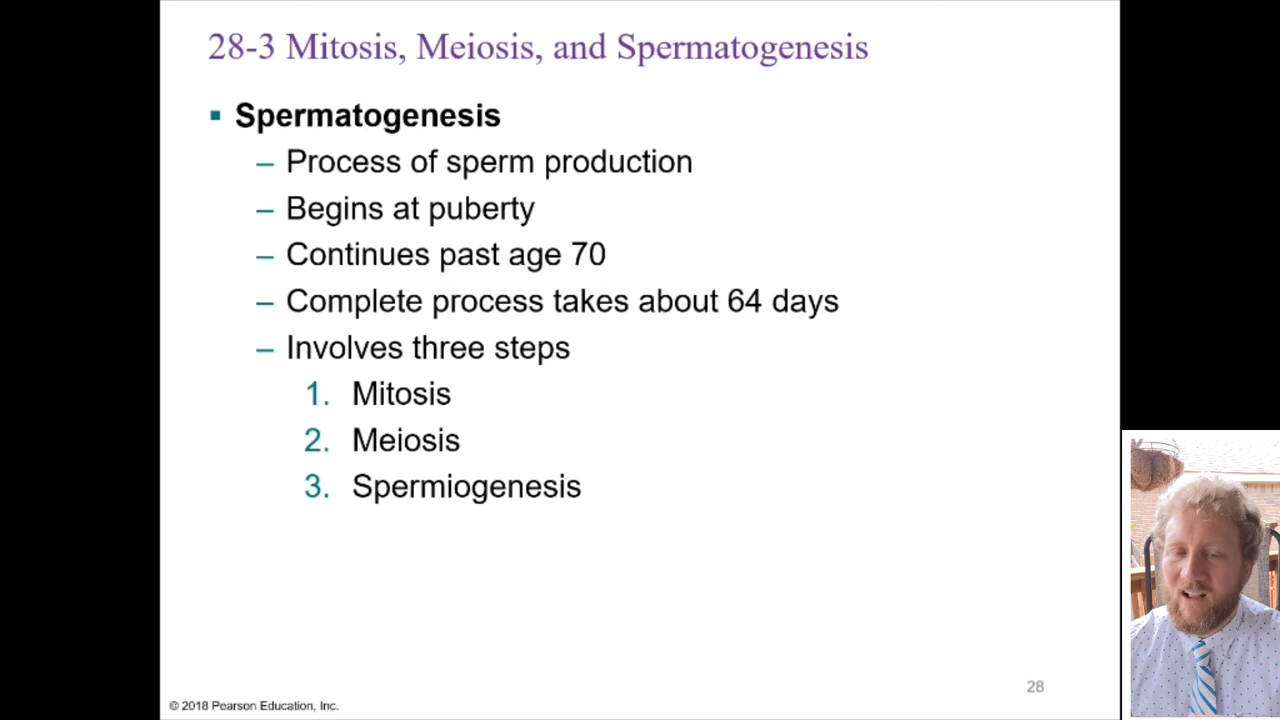 28-3 Mitosis, Meiosis, and Spermatogenesis
▪ Spermatogenesis
– Process of sperm production
– Begins at puberty
– Continues past age 70
– Complete process takes about 64 days
– Involves three steps
1. Mitosis
2. Meiosis
3. Spermiogenesis
28
© 2018 Pearson Education, Inc.